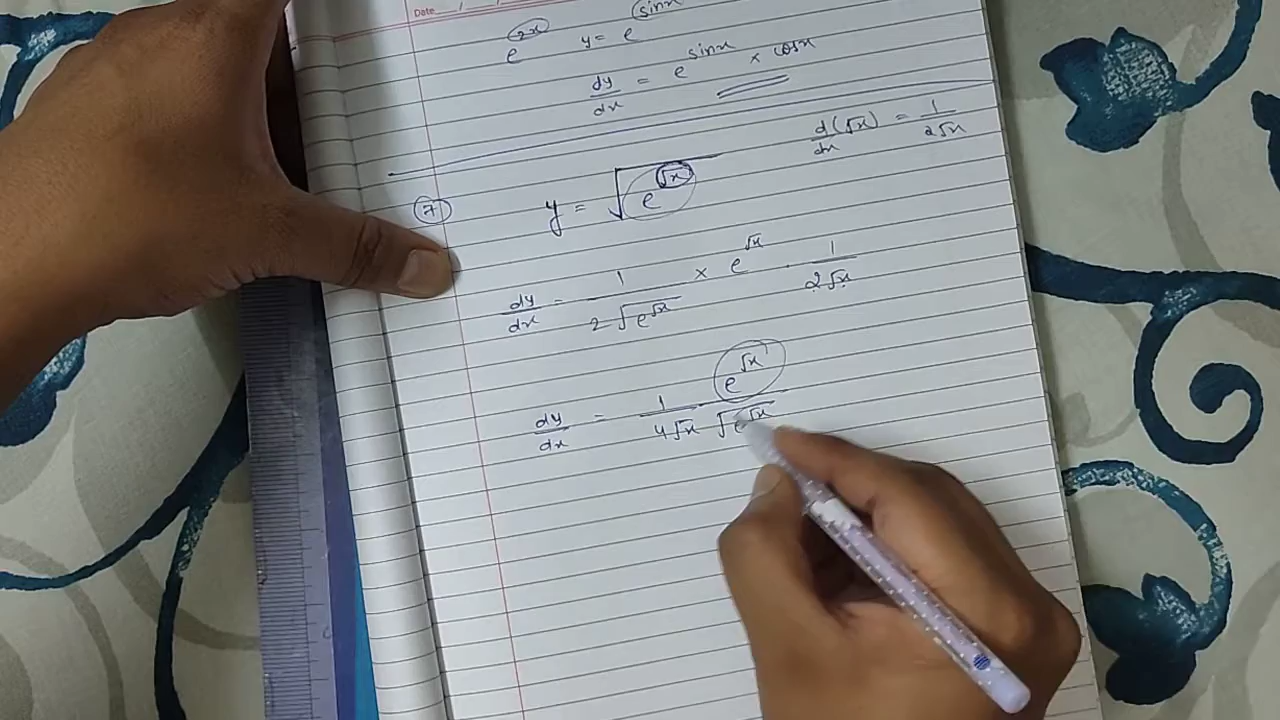 Date / /
e^2x y = e^sinx
dy/dx = e^sinx × cosx
d/dx (√x) = 1/2√x
7 y = √e^√x
dy/dx = 1/2√e^√x × e^√x · 1/2√x
dy/dx = 1/4√x e^√x/√e^√x